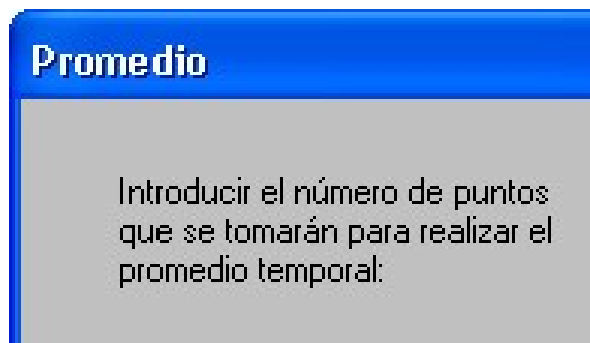 Promedio
Introducir el número de puntos
que se tomarán para realizar el
promedio temporal: